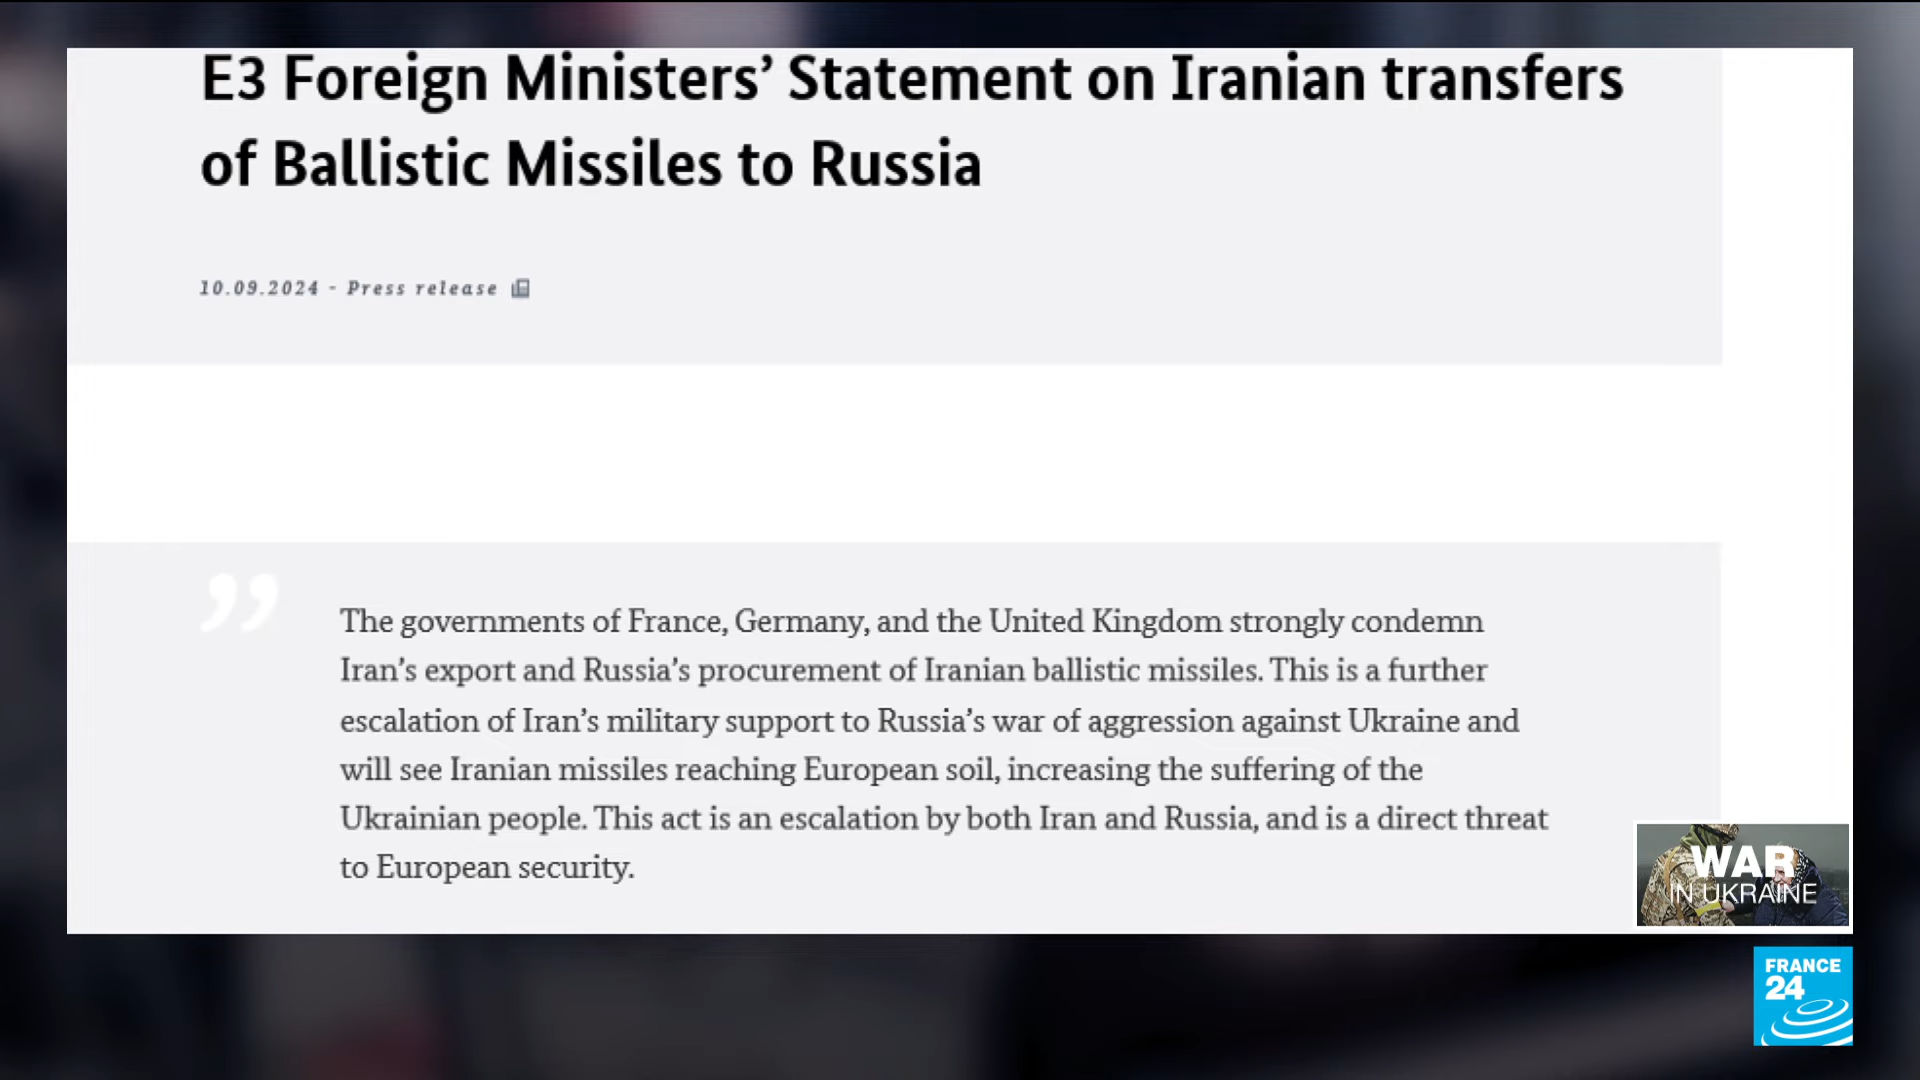 E3 Foreign Ministers’ Statement on Iranian transfers
of Ballistic Missiles to Russia
10.09.2024 - Press release
”
The governments of France, Germany, and the United Kingdom strongly condemn
Iran’s export and Russia’s procurement of Iranian ballistic missiles. This is a further
escalation of Iran’s military support to Russia’s war of aggression against Ukraine and
will see Iranian missiles reaching European soil, increasing the suffering of the
Ukrainian people. This act is an escalation by both Iran and Russia, and is a direct threat
to European security.
WAR
IN UKRAINE
FRANCE
24